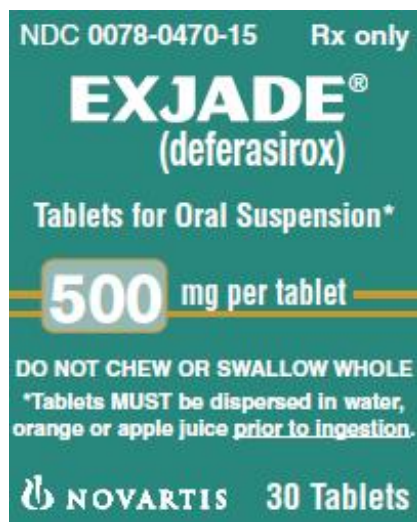 NDC 0078-0470-15 Rx only
EXJADE®
(deferasirox)
Tablets for Oral Suspension*
500 mg per tablet
DO NOT CHEW OR SWALLOW WHOLE
*Tablets MUST be dispersed in water,
orange or apple juice prior to ingestion.
NOVARTIS 30 Tablets